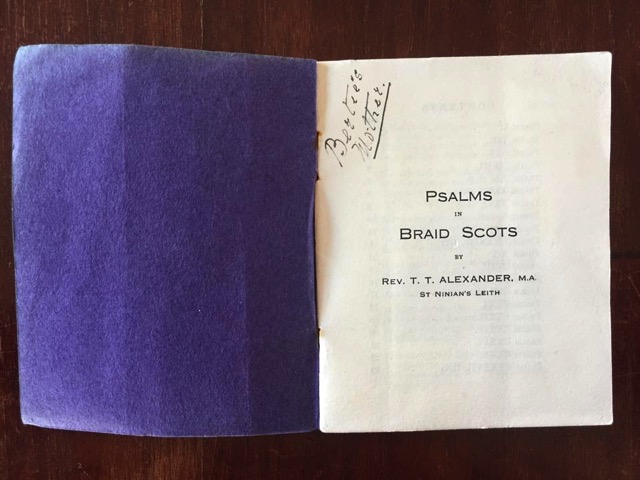 Bertie's
Mother.
PSALMS
IN
BRAID SCOTS
BY
REV. T. T. ALEXANDER, M.A.
ST NINIAN'S LEITH